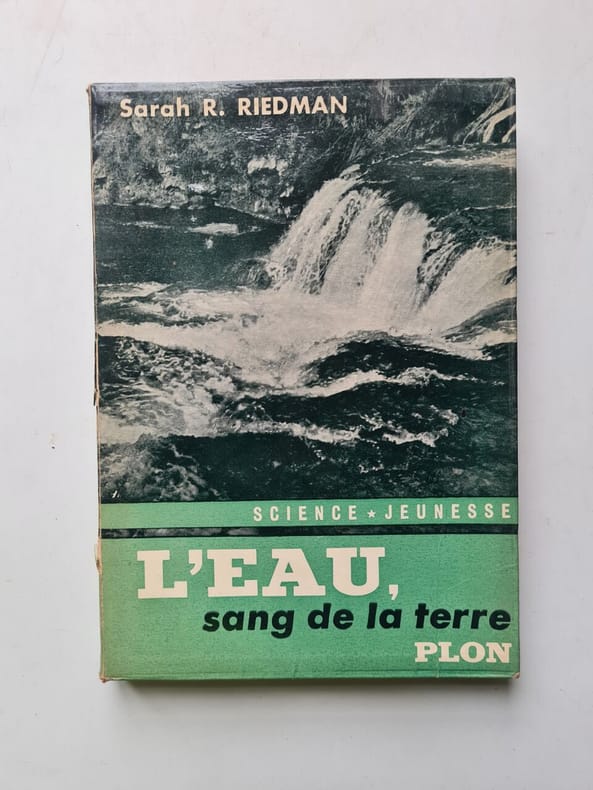 Sarah R. RIEDMAN
SCIENCE ★ JEUNESSE
L'EAU,
sang de la terre
PLON